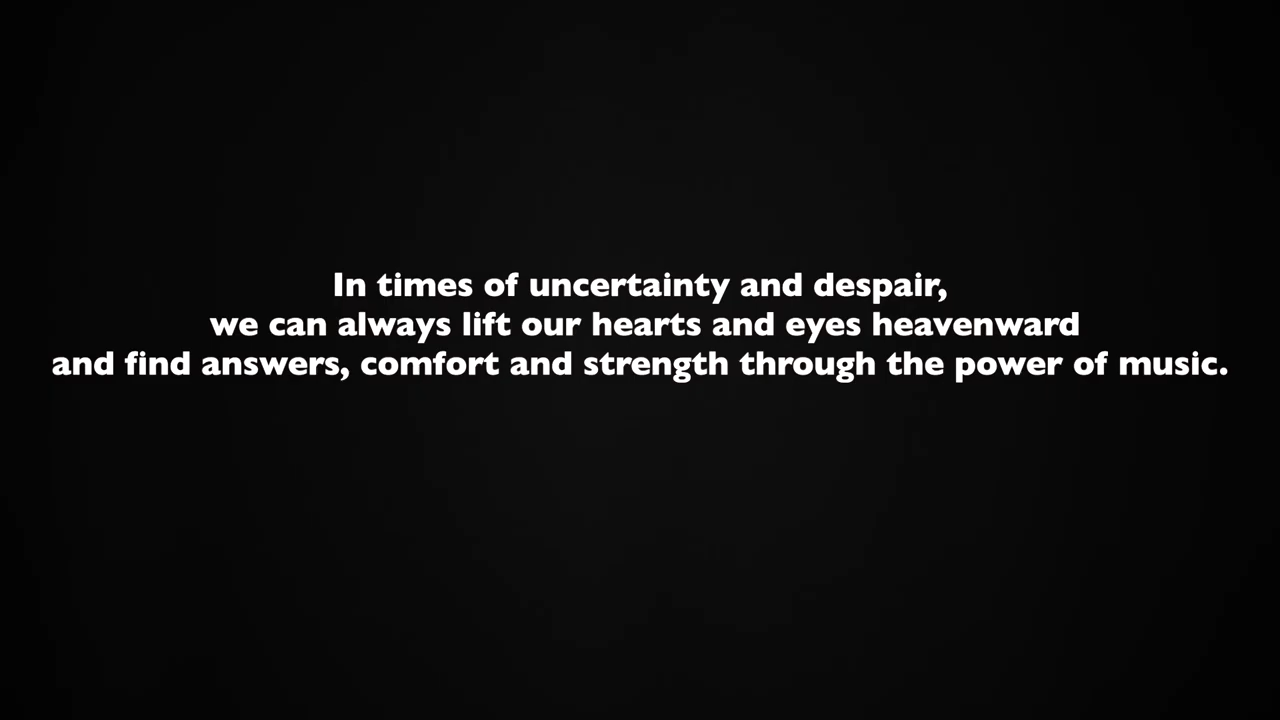 In times of uncertainty and despair,
we can always lift our hearts and eyes heavenward
and find answers, comfort and strength through the power of music.